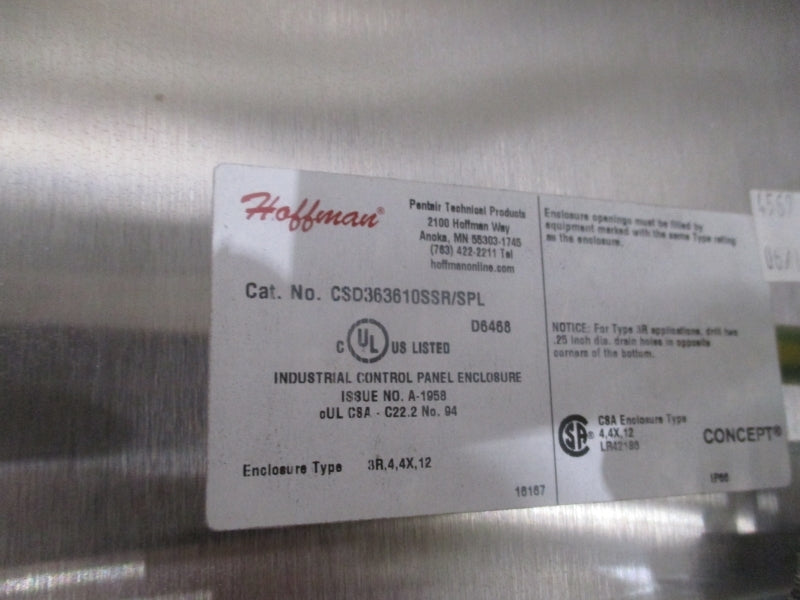 Hoffman®
Pentair Technical Products
2100 Hoffman Way
Anoka, MN 55303-1745
(763) 422-2211 Tel
hoffmanonline.com
Cat. No. CSD363610SSR/SPL
D6468
C UL US LISTED
INDUSTRIAL CONTROL PANEL ENCLOSURE
ISSUE NO. A-1958
cUL CSA - C22.2 No. 94
Enclosure Type 3R,4,4X,12
Enclosure openings must be filled by
equipment marked with the same Type rating
as the enclosure.
NOTICE: For Type 3R applications, drill two
.25 inch dia. drain holes in opposite
corners of the bottom.
SA® CSA Enclosure Type
4,4X,12
CONCEPT®
IP66
4567